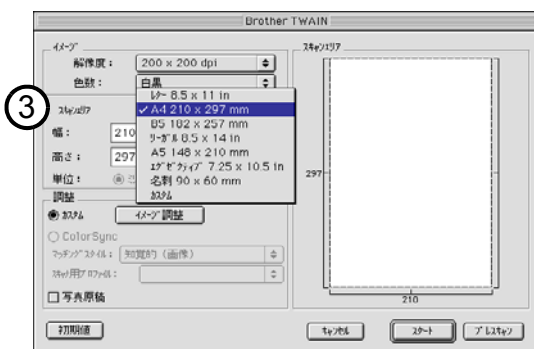 Brother TWAIN
イメージ
解像度： 200 x 200 dpi
色数： 白黒
③
スキャンエリア
レター 8.5 x 11 in
✓ A4 210 x 297 mm
B5 182 x 257 mm
リーガル 8.5 x 14 in
A5 148 x 210 mm
エグゼクティブ 7.25 x 10.5 in
名刺 90 x 60 mm
カスタム
幅： 210
高さ： 297
単位：
調整
カスタム
イメージ調整
ColorSync
マッチングスタイル： 知覚的（画像）
スキャナ用プロファイル：
写真原稿
初期値
スキャンエリア
297
210
キャンセル
スタート
プレスキャン